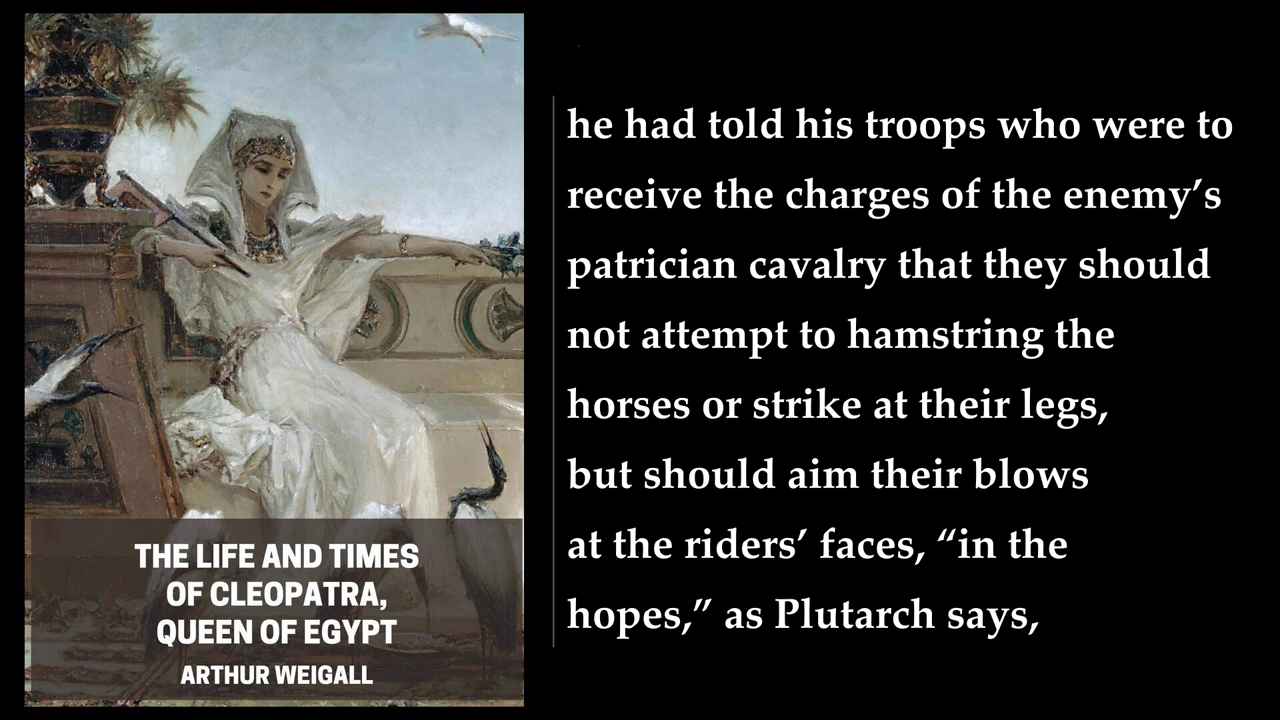 THE LIFE AND TIMES
OF CLEOPATRA,
QUEEN OF EGYPT
ARTHUR WEIGALL
he had told his troops who were to
receive the charges of the enemy’s
patrician cavalry that they should
not attempt to hamstring the
horses or strike at their legs,
but should aim their blows
at the riders’ faces, “in the
hopes,” as Plutarch says,